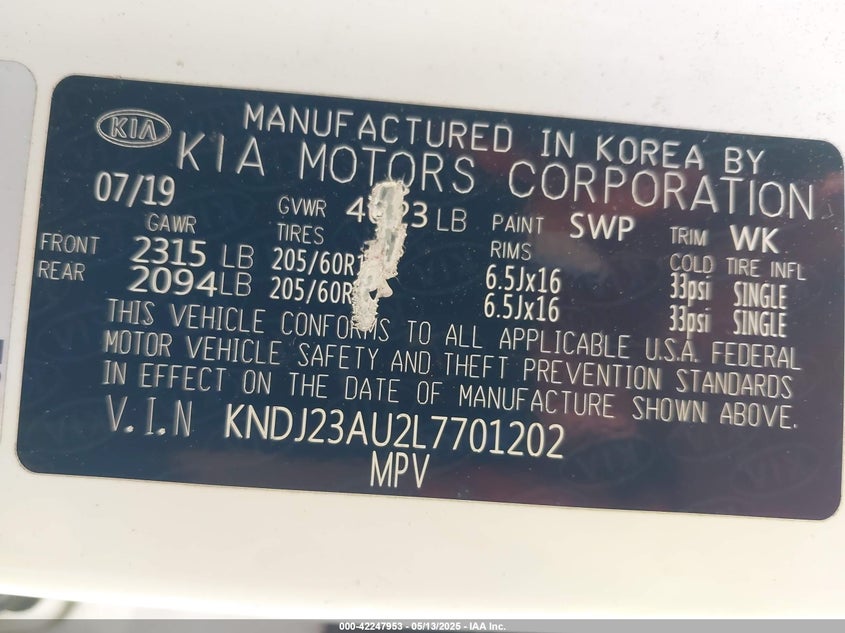 KIA
MANUFACTURED IN KOREA BY
KIA MOTORS CORPORATION
07/19 GVWR LB PAINT SWP TRIM WK
GAWR TIRES RIMS COLD TIRE INFL
FRONT 2315 LB 6.5Jx16 33psi SINGLE
REAR 2094LB 6.5Jx16 33psi SINGLE
THIS VEHICLE CONFORMS TO ALL APPLICABLE U.S.A. FEDERAL
MOTOR VEHICLE SAFETY AND THEFT PREVENTION STANDARDS
IN EFFECT ON THE DATE OF MANUFACTURE SHOWN ABOVE.
V.I.N KNDJ23AU2L7701202
MPV
000-42247953 — 05/13/2025 — IAA Inc.